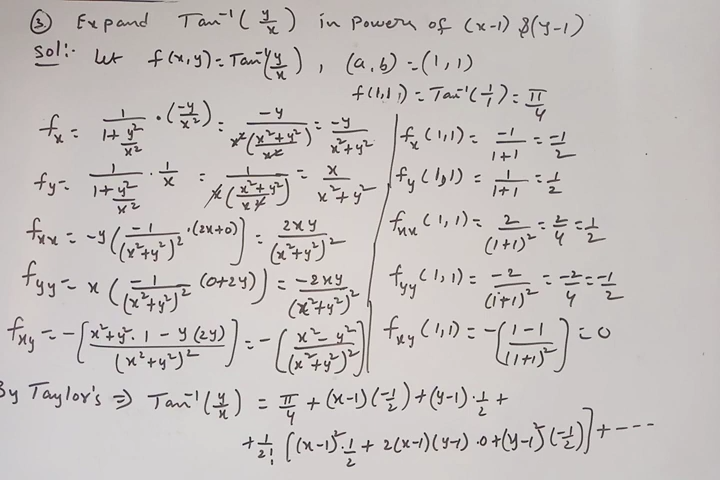 ③ Expand Tan⁻¹(y/x) in powers of (x-1) &(y-1)
Sol:- Let f(x,y)=Tan⁻¹(y/x), (a,b)=(1,1)
f(1,1)=Tan⁻¹(1/1)=π/4
fx = 1/(1+y²/x²) · (-y/x²) = -y/(x²((x²+y²)/x²)) = -y/(x²+y²)
fx(1,1)= -1/(1+1) = -1/2
fy = 1/(1+y²/x²) · 1/x = 1/(x((x²+y²)/x²)) = x/(x²+y²)
fy(1,1)= 1/(1+1) = 1/2
fxx = -y(-1/(x²+y²)² ·(2x+0)) = 2xy/(x²+y²)²
fxx(1,1)= 2/(1+1)² = 2/4 = 1/2
fyy = x(-1/(x²+y²)² (0+2y)) = -2xy/(x²+y²)²
fyy(1,1)= -2/(1+1)² = -2/4 = -1/2
fxy = -[(x²+y²·1 - y(2y))/(x²+y²)²] = -((x²-y²)/(x²+y²)²)
fxy(1,1)= -[(1-1)/(1+1)²] = 0
By Taylor's ⇒ Tan⁻¹(y/x) = π/4 + (x-1)(-1/2) + (y-1)·1/2 +
+ 1/2! [(x-1)²·1/2 + 2(x-1)(y-1)·0 + (y-1)²(-1/2)] + ----